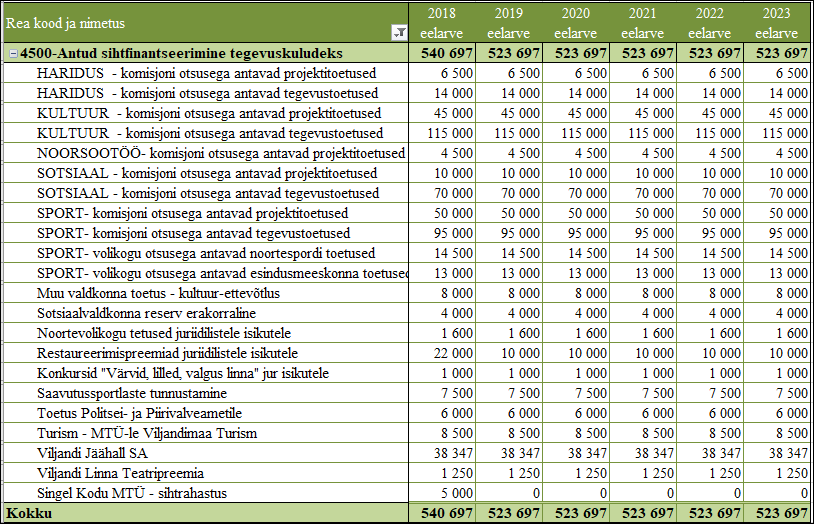 Rea kood ja nimetus 2018 eelarve 2019 eelarve 2020 eelarve 2021 eelarve 2022 eelarve 2023 eelarve
4500-Antud sihtfinantseerimine tegevuskuludeks 540 697 523 697 523 697 523 697 523 697 523 697
HARIDUS - komisjoni otsusega antavad projektitoetused 6 500 6 500 6 500 6 500 6 500 6 500
HARIDUS - komisjoni otsusega antavad tegevustoetused 14 000 14 000 14 000 14 000 14 000 14 000
KULTUUR - komisjoni otsusega antavad projektitoetused 45 000 45 000 45 000 45 000 45 000 45 000
KULTUUR - komisjoni otsusega antavad tegevustoetused 115 000 115 000 115 000 115 000 115 000 115 000
NOORSOOTÖÖ- komisjoni otsusega antavad projektitoetused 4 500 4 500 4 500 4 500 4 500 4 500
SOTSIAAL - komisjoni otsusega antavad projektitoetused 10 000 10 000 10 000 10 000 10 000 10 000
SOTSIAAL - komisjoni otsusega antavad tegevustoetused 70 000 70 000 70 000 70 000 70 000 70 000
SPORT- komisjoni otsusega antavad projektitoetused 50 000 50 000 50 000 50 000 50 000 50 000
SPORT- komisjoni otsusega antavad tegevustoetused 95 000 95 000 95 000 95 000 95 000 95 000
SPORT- volikogu otsusega antavad noortespordi toetused 14 500 14 500 14 500 14 500 14 500 14 500
SPORT- volikogu otsusega antavad esindusmeeskonna toetused 13 000 13 000 13 000 13 000 13 000 13 000
Muu valdkonna toetus - kultuur-ettevõtlus 8 000 8 000 8 000 8 000 8 000 8 000
Sotsiaalvaldkonna reserv erakorraline 4 000 4 000 4 000 4 000 4 000 4 000
Noortevolikogu tetused juriidilistele isikutele 1 600 1 600 1 600 1 600 1 600 1 600
Restaureerimispreemiad juriidilistele isikutele 22 000 10 000 10 000 10 000 10 000 10 000
Konkursid "Värvid, lilled, valgus linna" jur isikutele 1 000 1 000 1 000 1 000 1 000 1 000
Saavutussportlaste tunnustamine 7 500 7 500 7 500 7 500 7 500 7 500
Toetus Politsei- ja Piirivalveametile 6 000 6 000 6 000 6 000 6 000 6 000
Turism - MTÜ-le Viljandimaa Turism 8 500 8 500 8 500 8 500 8 500 8 500
Viljandi Jäähall SA 38 347 38 347 38 347 38 347 38 347 38 347
Viljandi Linna Teatripreemia 1 250 1 250 1 250 1 250 1 250 1 250
Singel Kodu MTÜ - sihtrahastus 5 000 0 0 0 0 0
Kokku 540 697 523 697 523 697 523 697 523 697 523 697